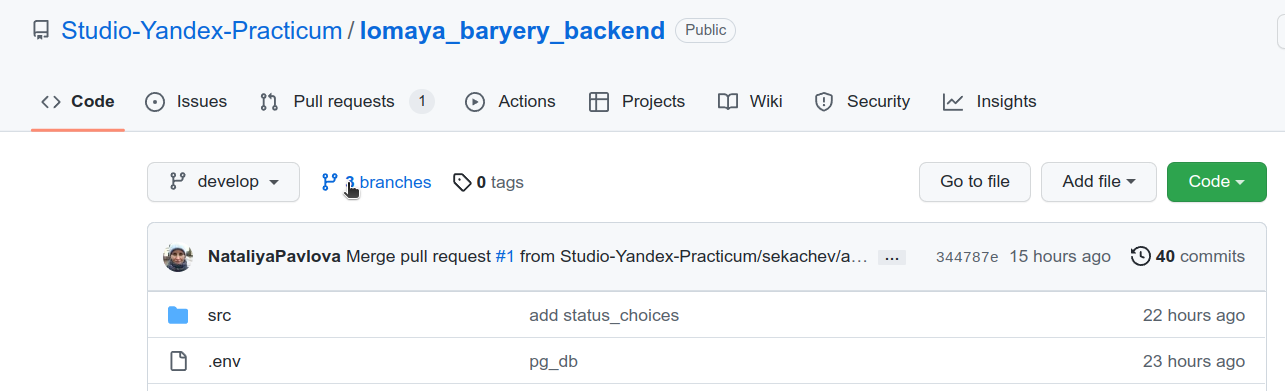 Studio-Yandex-Practicum / lomaya_baryery_backend Public
Code Issues Pull requests 1 Actions Projects Wiki Security Insights
develop 3 branches 0 tags Go to file Add file Code
NataliyaPavlova Merge pull request #1 from Studio-Yandex-Practicum/sekachev/a... ... 344787e 15 hours ago 40 commits
src add status_choices 22 hours ago
.env pg_db 23 hours ago